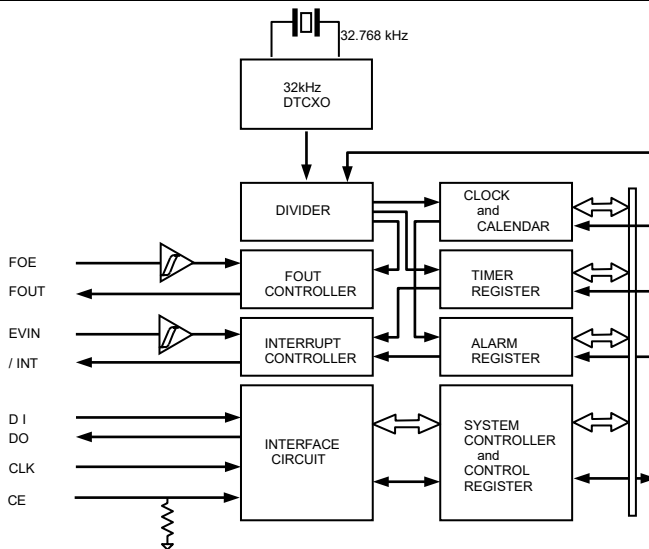 32.768 kHz
32kHz
DTCXO
DIVIDER
CLOCK
and
CALENDAR
FOE
FOUT
FOUT
CONTROLLER
TIMER
REGISTER
EVIN
/ INT
INTERRUPT
CONTROLLER
ALARM
REGISTER
D I
DO
CLK
CE
INTERFACE
CIRCUIT
SYSTEM
CONTROLLER
and
CONTROL
REGISTER